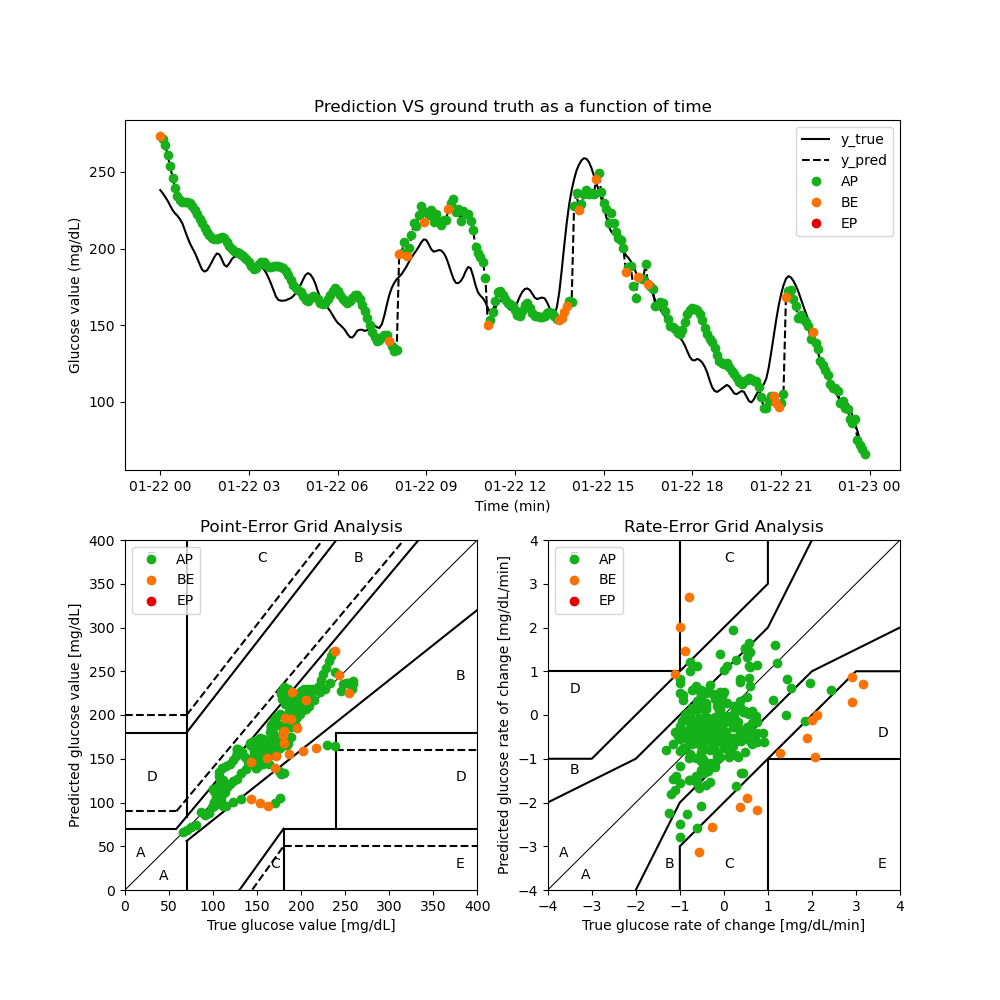 Prediction VS ground truth as a function of time
Glucose value (mg/dL)
250
200
150
100
y_true
y_pred
AP
BE
EP
01-22 00 01-22 03 01-22 06 01-22 09 01-22 12 01-22 15 01-22 18 01-22 21 01-23 00
Time (min)
Point-Error Grid Analysis
Predicted glucose value [mg/dL]
400
350
300
250
200
150
100
50
0
AP
BE
EP
C
B
B
D
D
A
A
C
E
0 50 100 150 200 250 300 350 400
True glucose value [mg/dL]
Rate-Error Grid Analysis
Predicted glucose rate of change [mg/dL/min]
4
3
2
1
0
−1
−2
−3
−4
AP
BE
EP
C
D
D
B
A
A
B
C
E
−4 −3 −2 −1 0 1 2 3 4
True glucose rate of change [mg/dL/min]